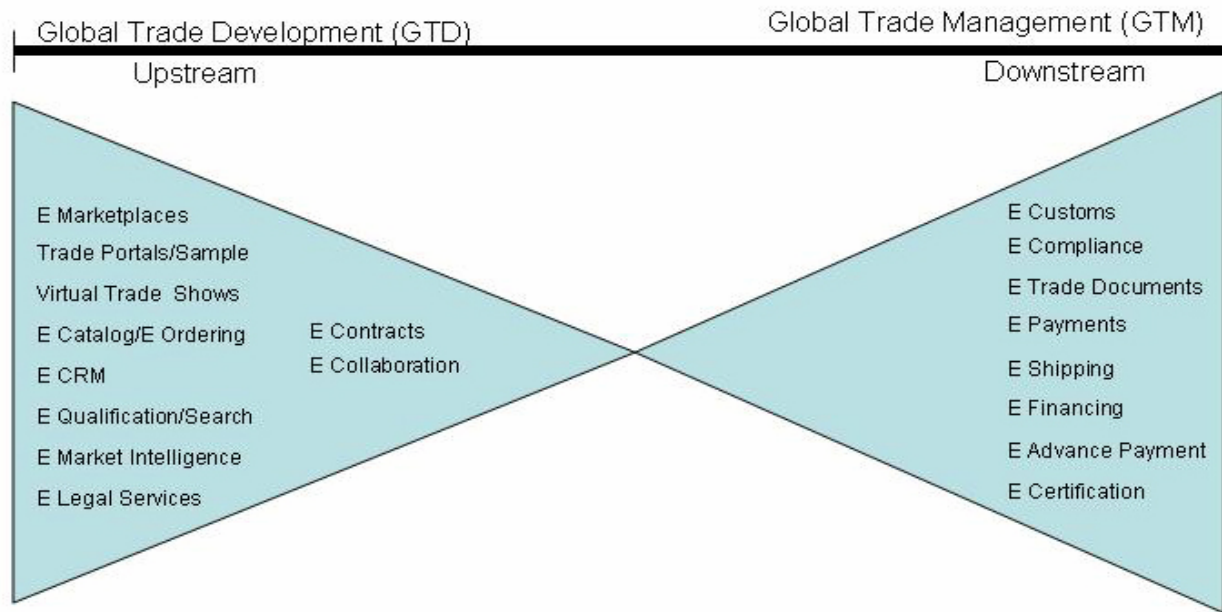 Global Trade Development (GTD)
Global Trade Management (GTM)
Upstream
Downstream
E Marketplaces
Trade Portals/Sample
Virtual Trade Shows
E Catalog/E Ordering
E CRM
E Qualification/Search
E Market Intelligence
E Legal Services
E Contracts
E Collaboration
E Customs
E Compliance
E Trade Documents
E Payments
E Shipping
E Financing
E Advance Payment
E Certification